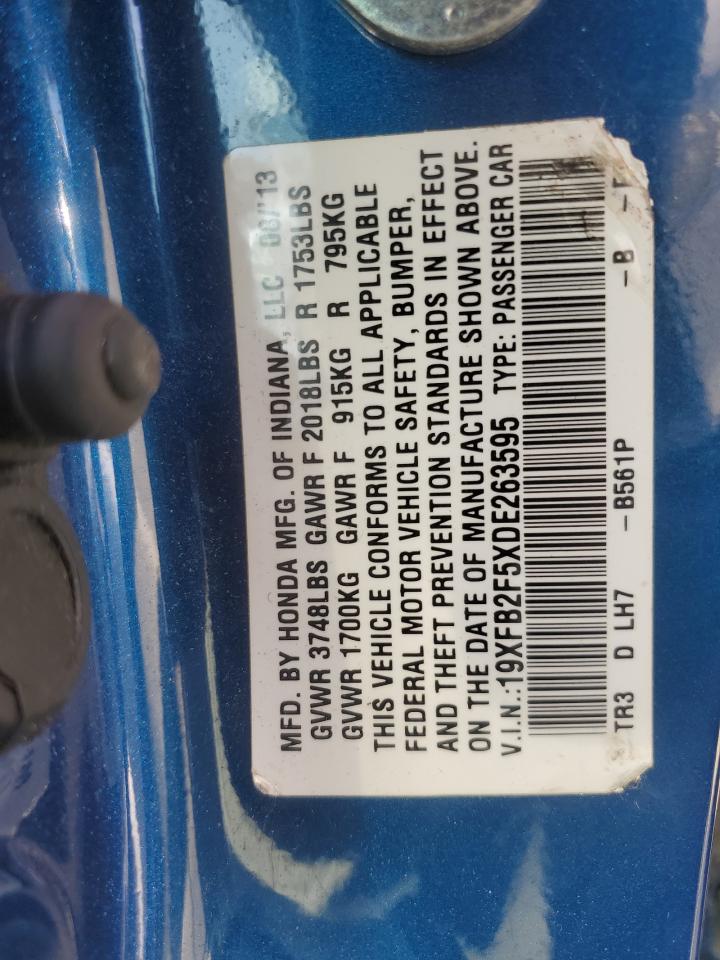 MFD. BY HONDA MFG. OF INDIANA, LLC
GVWR 3748LBS GAWR F 2018LBS R 1753LBS
GVWR 1700KG GAWR F 915KG R 795KG
THIS VEHICLE CONFORMS TO ALL APPLICABLE
FEDERAL MOTOR VEHICLE SAFETY, BUMPER,
AND THEFT PREVENTION STANDARDS IN EFFECT
ON THE DATE OF MANUFACTURE SHOWN ABOVE.
V.I.N.:19XFB2F5XDE263595 TYPE: PASSENGER CAR
TR3 D LH7 –B561P –B